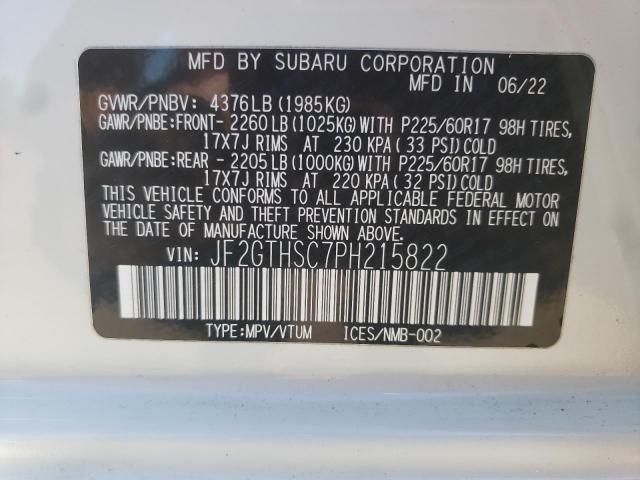 MFD BY SUBARU CORPORATION
MFD IN 06/22
GVWR/PNBV: 4376LB(1985KG)
GAWR/PNBE:FRONT- 2260LB(1025KG)WITH P225/60R17 98H TIRES,
17X7J RIMS AT 230 KPA(33 PSI)COLD
GAWR/PNBE:REAR - 2205LB(1000KG)WITH P225/60R17 98H TIRES,
17X7J RIMS AT 220 KPA(32 PSI)COLD
THIS VEHICLE CONFORMS TO ALL APPLICABLE FEDERAL MOTOR
VEHICLE SAFETY AND THEFT PREVENTION STANDARDS IN EFFECT ON
THE DATE OF MANUFACTURE SHOWN ABOVE.
VIN: JF2GTHSC7PH215822
TYPE:MPV/VTUM ICES/NMB-002